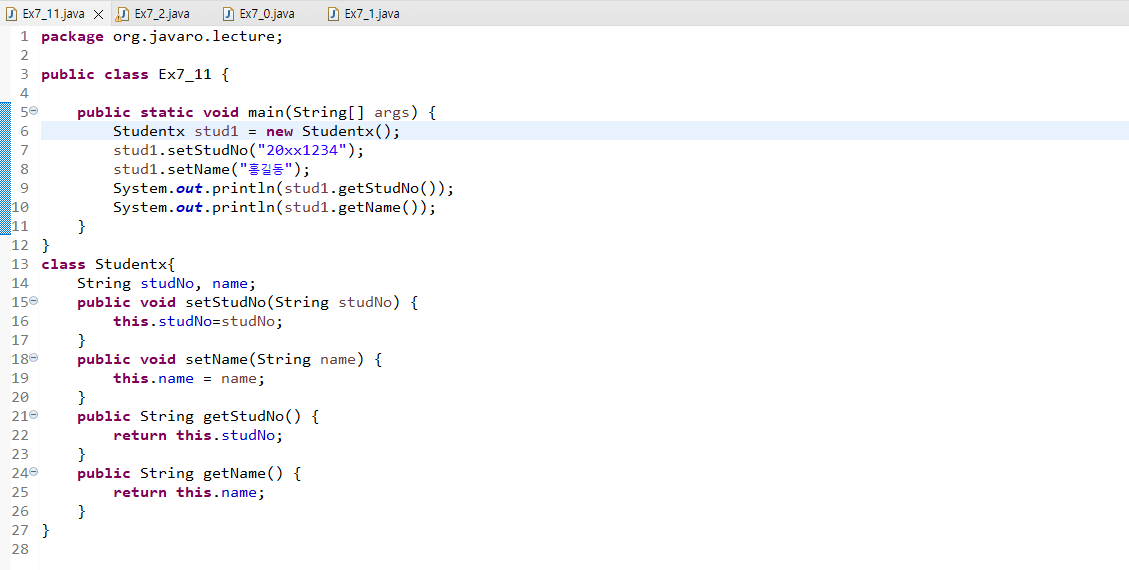 Ex7_11.java Ex7_2.java Ex7_0.java Ex7_1.java
1 package org.javaro.lecture;
2
3 public class Ex7_11 {
4
5 public static void main(String[] args) {
6 Studentx stud1 = new Studentx();
7 stud1.setStudNo("20xx1234");
8 stud1.setName("홍길동");
9 System.out.println(stud1.getStudNo());
10 System.out.println(stud1.getName());
11 }
12 }
13 class Studentx{
14 String studNo, name;
15 public void setStudNo(String studNo) {
16 this.studNo=studNo;
17 }
18 public void setName(String name) {
19 this.name = name;
20 }
21 public String getStudNo() {
22 return this.studNo;
23 }
24 public String getName() {
25 return this.name;
26 }
27 }
28